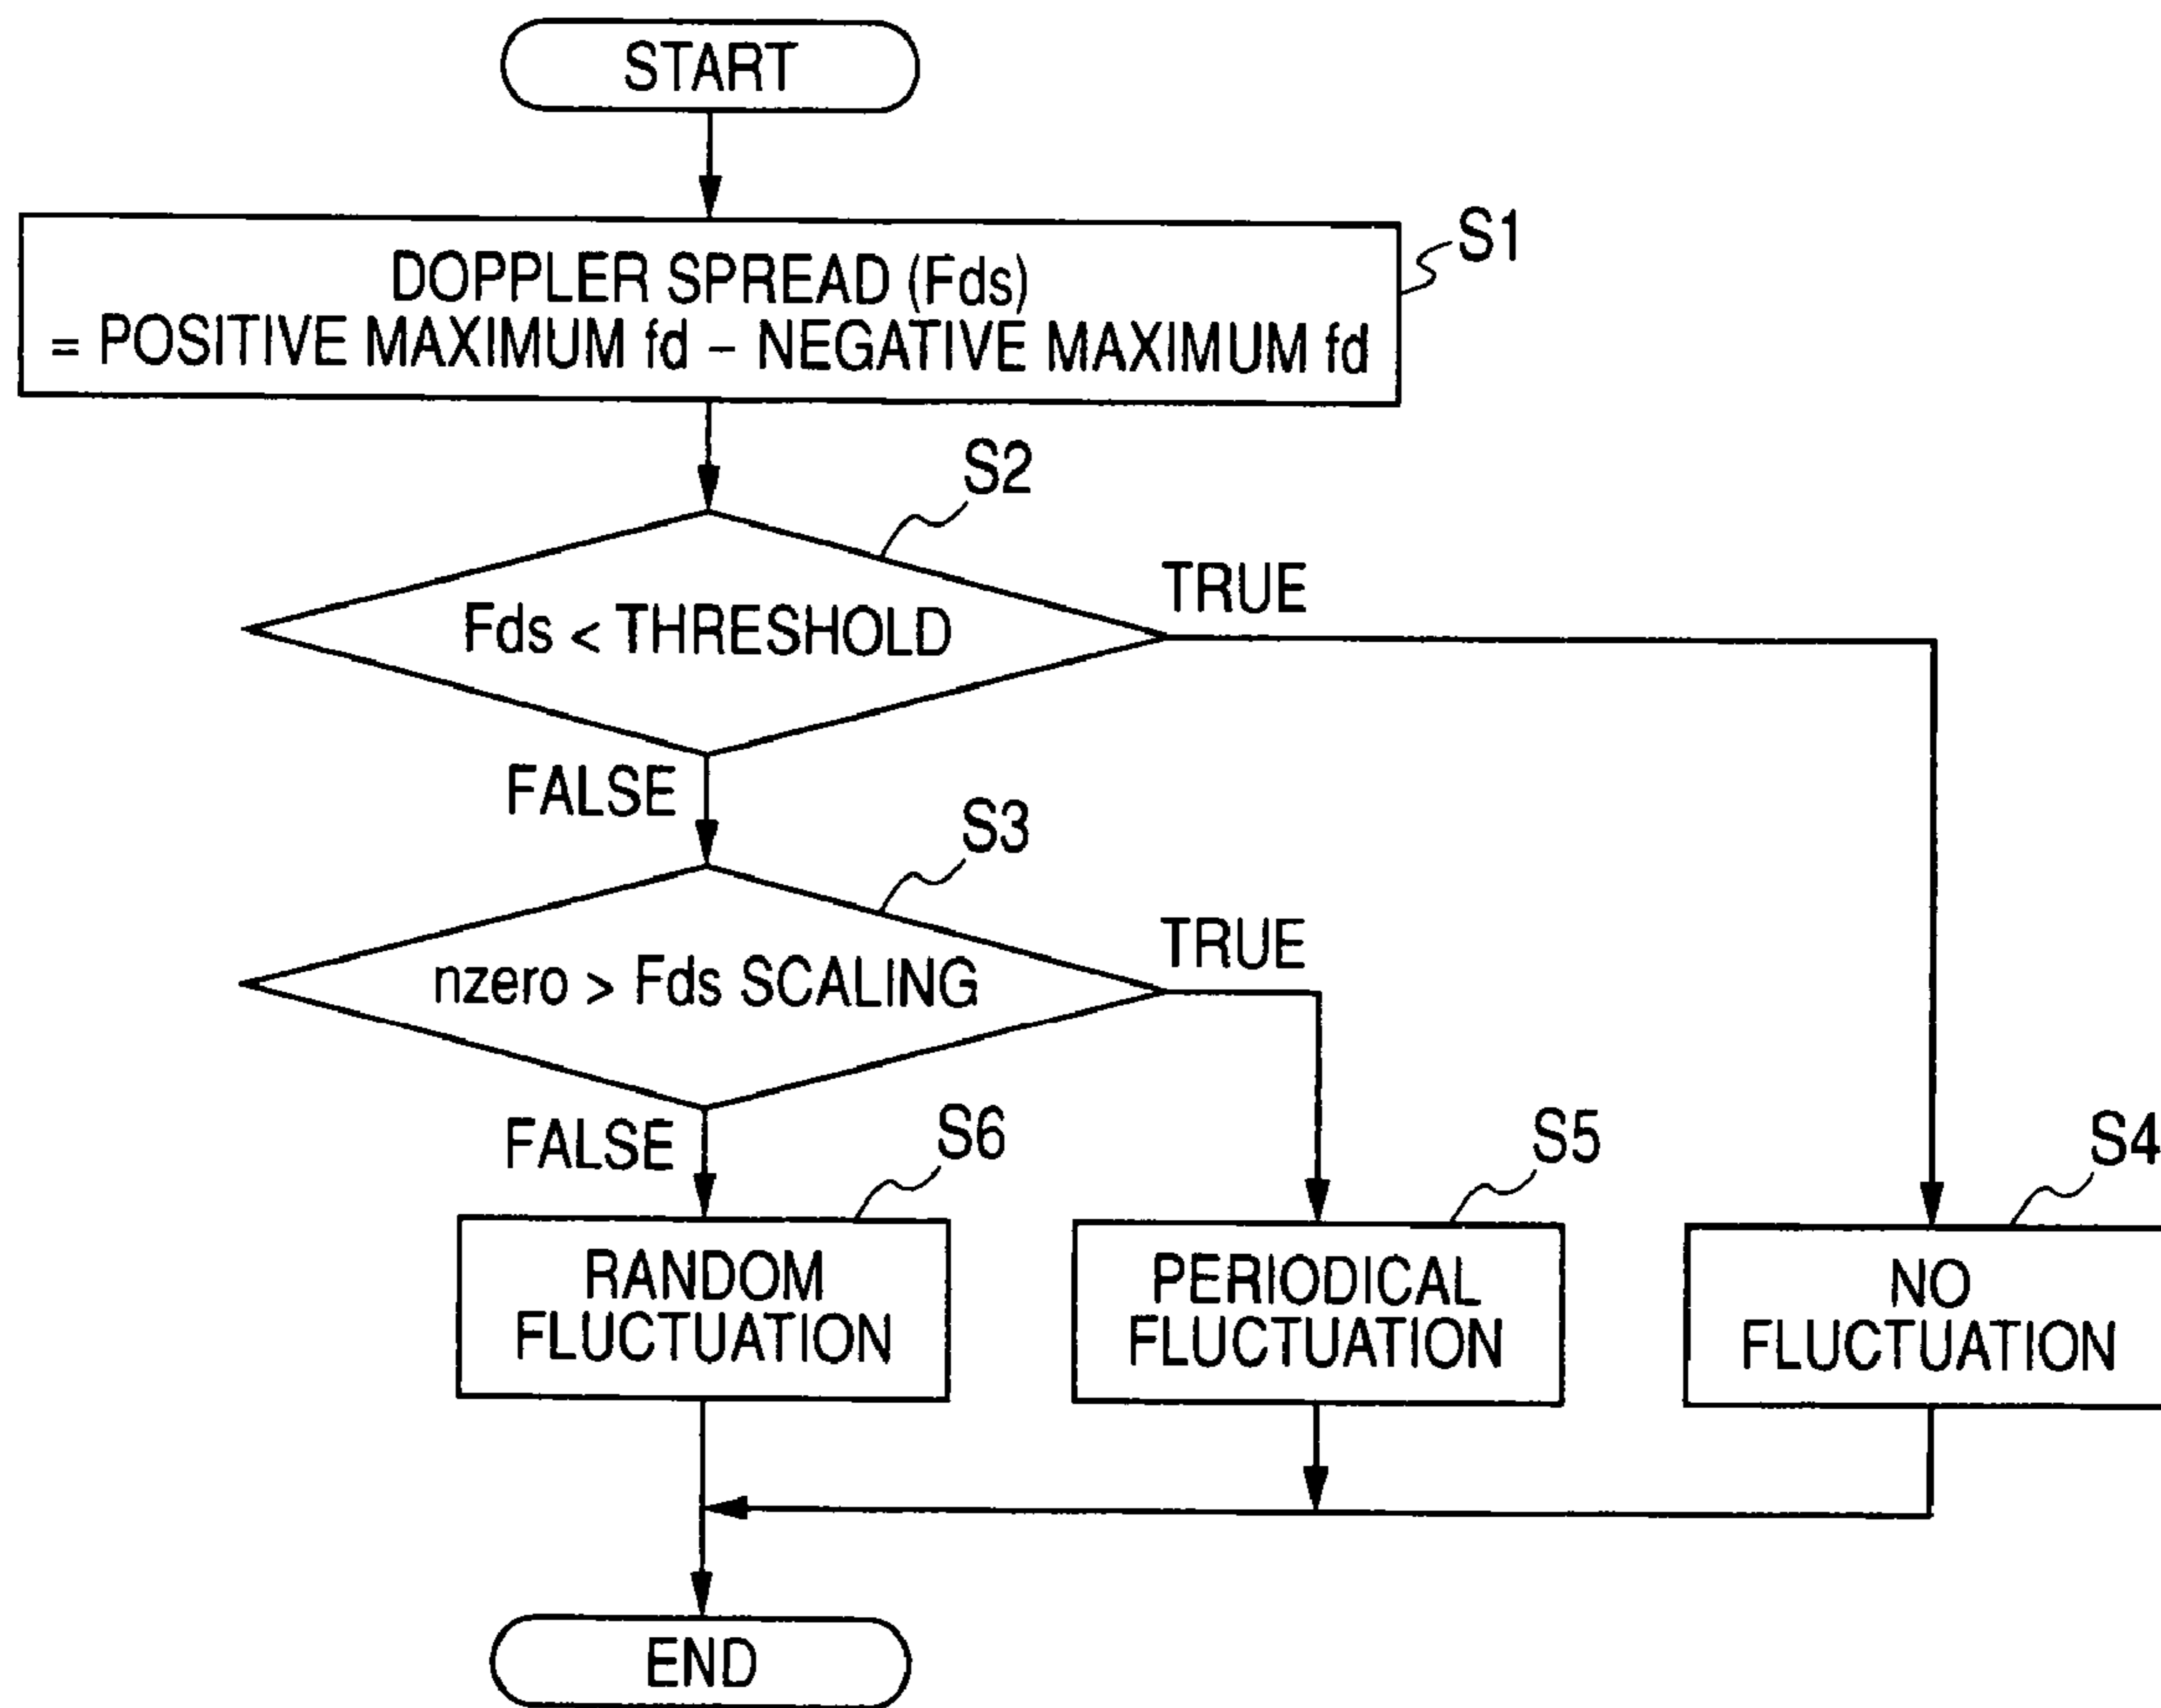 START
S1
DOPPLER SPREAD (Fds)
= POSITIVE MAXIMUM fd – NEGATIVE MAXIMUM fd
S2
TRUE
Fds < THRESHOLD
FALSE
S3
TRUE
nzero > Fds SCALING
FALSE
S6
S5
S4
RANDOM
FLUCTUATION
PERIODICAL
FLUCTUATION
NO
FLUCTUATION
END